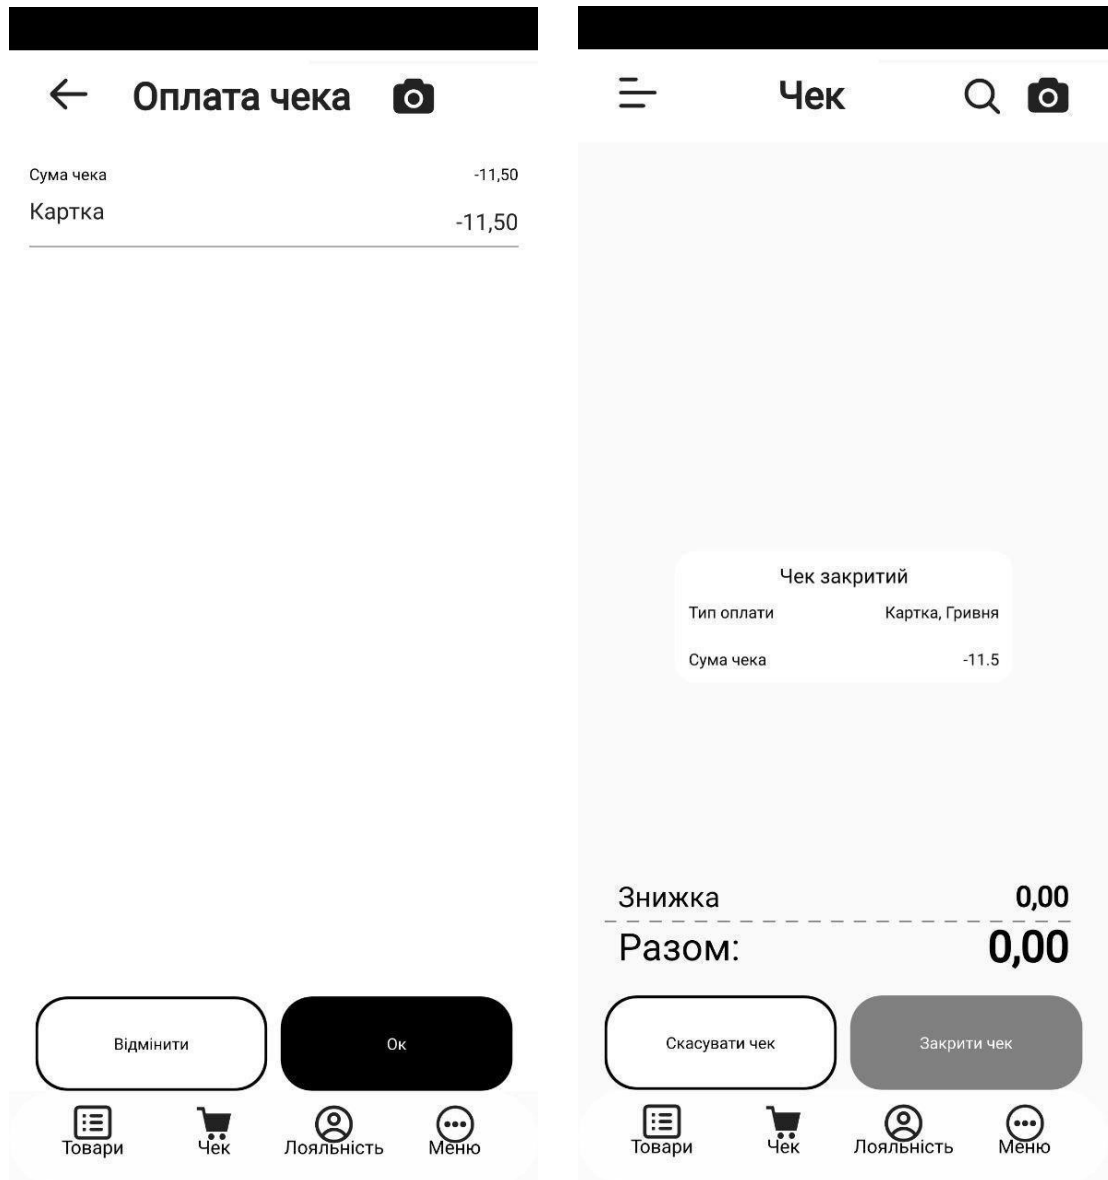 Оплата чека
Сума чека -11,50
Картка -11,50
Відмінити Ок
Товари Чек Лояльність Меню
Чек
Чек закритий
Тип оплати Картка, Гривня
Сума чека -11.5
Знижка 0,00
Разом: 0,00
Скасувати чек Закрити чек
Товари Чек Лояльність Меню